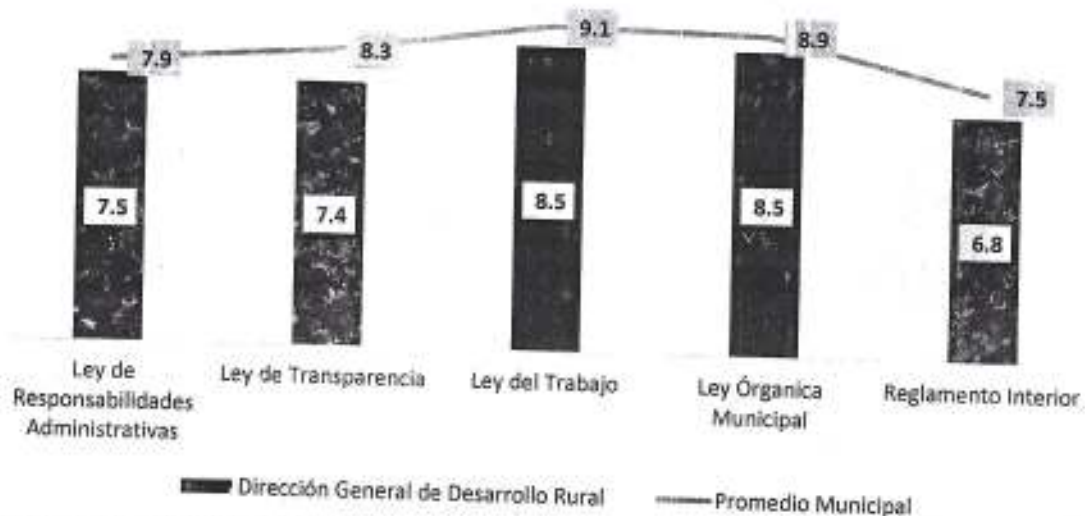 7.9
8.3
9.1
8.9
7.5
7.5
7.4
8.5
8.5
6.8
Ley de
Responsabilidades
Administrativas
Ley de Transparencia
Ley del Trabajo
Ley Órganica
Municipal
Reglamento Interior
Dirección General de Desarrollo Rural
Promedio Municipal